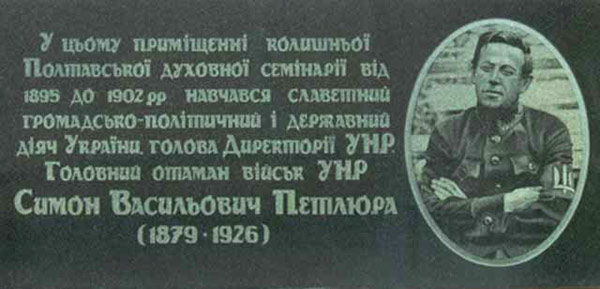 У цьому приміщенні колишньої
Полтавської духовної семінарії від
1895 до 1902 рр навчався славетний
громадсько-політичний і державний
діяч України, голова Директорії УНР,
Головний отаман військ УНР
Симон Васильович Петлюра
(1879 · 1926)